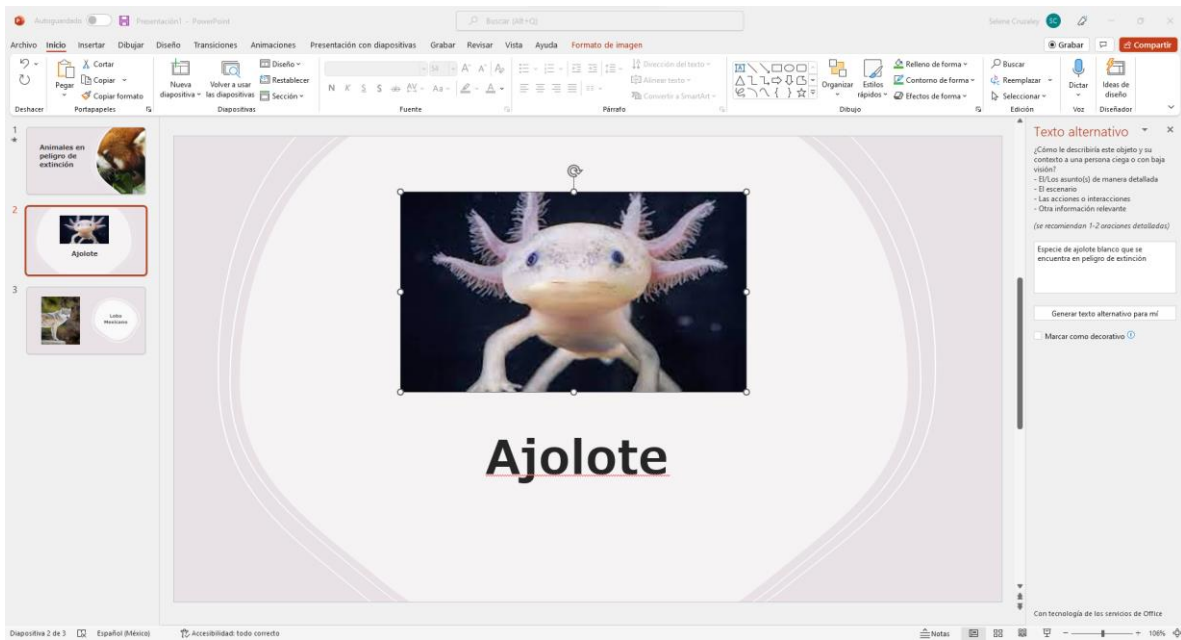 Autoguardado
Presentación1 - PowerPoint
Buscar (Alt+Q)
Selene Cruzaley
SC
Archivo Inicio Insertar Dibujar Diseño Transiciones Animaciones Presentación con diapositivas Grabar Revisar Vista Ayuda Formato de imagen
Grabar
Compartir
Pegar
Cortar
Copiar
Copiar formato
Nueva diapositiva
Volver a usar las diapositivas
Diseño
Restablecer
Sección
34
N K S S
Aa
Dirección del texto
Alinear texto
Convertir a SmartArt
Organizar
Estilos rápidos
Relleno de forma
Contorno de forma
Efectos de forma
Buscar
Reemplazar
Seleccionar
Dictar
Ideas de diseño
Deshacer Portapapeles Diapositivas Fuente Párrafo Dibujo Edición Voz Diseñador
1
Animales en
peligro de
extinción
2
Ajolote
3
Lobo
Mexicano
Ajolote
Texto alternativo
¿Cómo le describiría este objeto y su
contexto a una persona ciega o con baja
visión?
- El/Los asunto(s) de manera detallada
- El escenario
- Las acciones o interacciones
- Otra información relevante
(se recomiendan 1-2 oraciones detalladas)
Especie de ajolote blanco que se
encuentra en peligro de extinción
Generar texto alternativo para mí
Marcar como decorativo
Con tecnología de los servicios de Office
Diapositiva 2 de 3 Español (México) Accesibilidad: todo correcto
Notas
106%